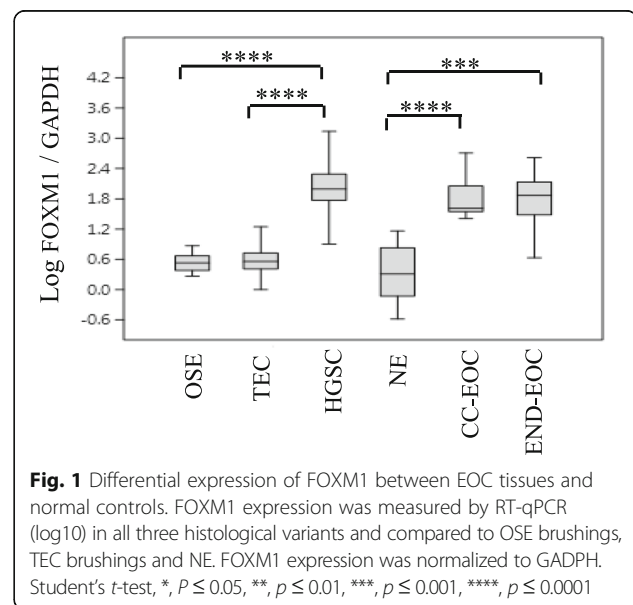 ****
***
****
****
4.2
3.6
3.0
2.4
1.8
1.2
0.6
0.0
-0.6
Log FOXM1 / GAPDH
OSE
TEC
HGSC
NE
CC-EOC
END-EOC
Fig. 1 Differential expression of FOXM1 between EOC tissues and
normal controls. FOXM1 expression was measured by RT-qPCR
(log10) in all three histological variants and compared to OSE brushings,
TEC brushings and NE. FOXM1 expression was normalized to GADPH.
Student's t-test, *, P ≤ 0.05, **, p ≤ 0.01, ***, p ≤ 0.001, ****, p ≤ 0.0001